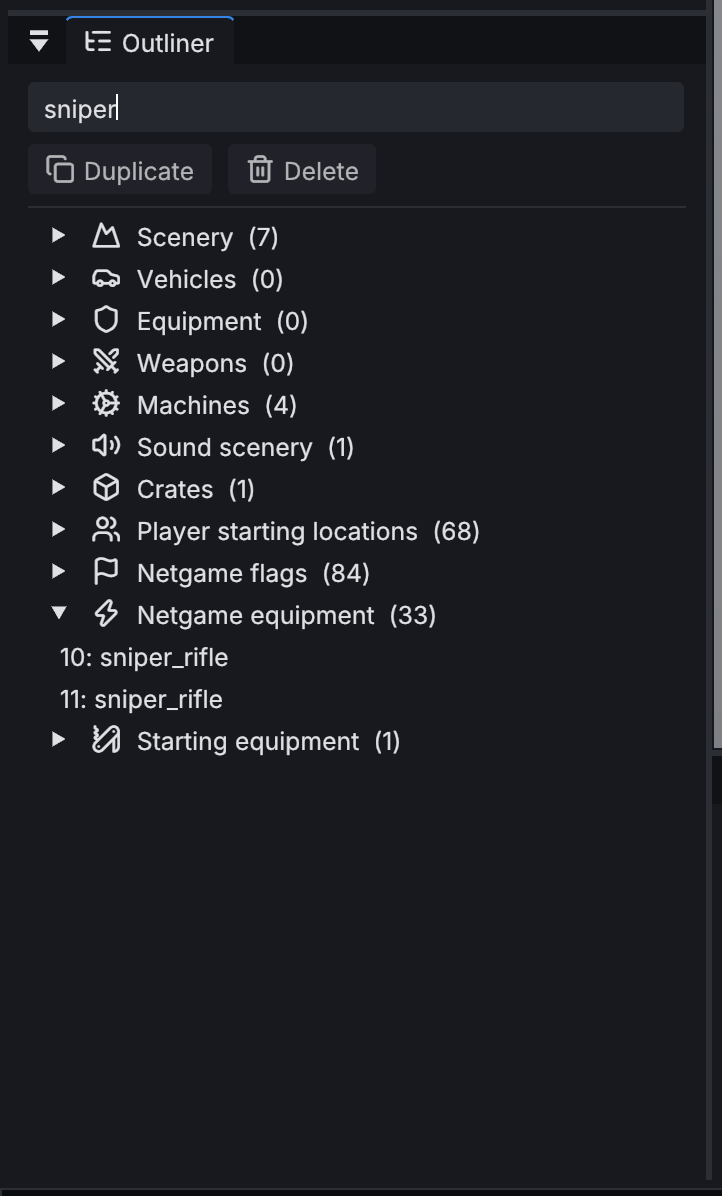 Outliner
sniper
Duplicate Delete
Scenery (7)
Vehicles (0)
Equipment (0)
Weapons (0)
Machines (4)
Sound scenery (1)
Crates (1)
Player starting locations (68)
Netgame flags (84)
Netgame equipment (33)
10: sniper_rifle
11: sniper_rifle
Starting equipment (1)